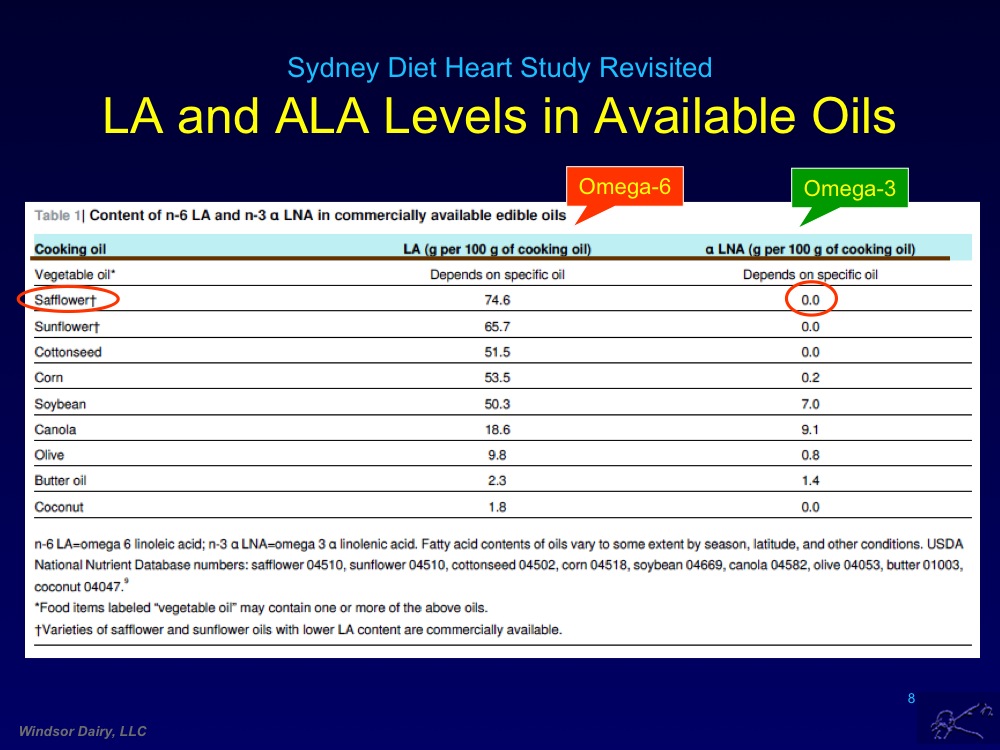 Sydney Diet Heart Study Revisited
LA and ALA Levels in Available Oils
Omega-6
Omega-3
Table 1| Content of n-6 LA and n-3 α LNA in commercially available edible oils
Cooking oil LA (g per 100 g of cooking oil) α LNA (g per 100 g of cooking oil)
Vegetable oil* Depends on specific oil Depends on specific oil
Safflower† 74.6 0.0
Sunflower† 65.7 0.0
Cottonseed 51.5 0.0
Corn 53.5 0.2
Soybean 50.3 7.0
Canola 18.6 9.1
Olive 9.8 0.8
Butter oil 2.3 1.4
Coconut 1.8 0.0
n-6 LA=omega 6 linoleic acid; n-3 α LNA=omega 3 α linolenic acid. Fatty acid contents of oils vary to some extent by season, latitude, and other conditions. USDA
National Nutrient Database numbers: safflower 04510, sunflower 04510, cottonseed 04502, corn 04518, soybean 04669, canola 04582, olive 04053, butter 01003,
coconut 04047.⁹
*Food items labeled “vegetable oil” may contain one or more of the above oils.
†Varieties of safflower and sunflower oils with lower LA content are commercially available.
8
Windsor Dairy, LLC